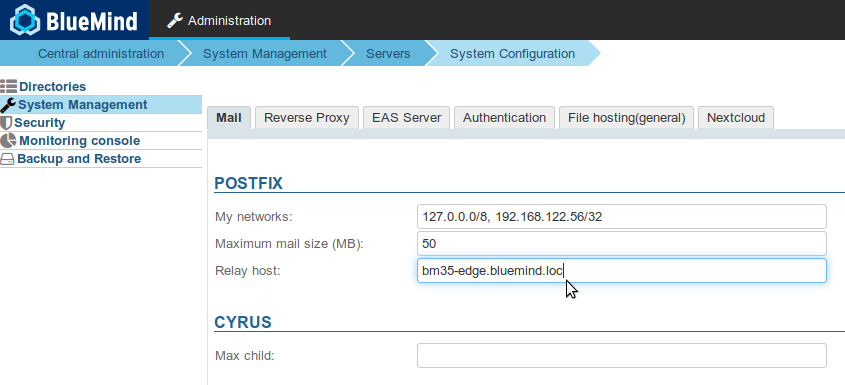 BlueMind Administration
Central administration System Management Servers System Configuration
Directories
System Management
Security
Monitoring console
Backup and Restore
Mail Reverse Proxy EAS Server Authentication File hosting(general) Nextcloud
POSTFIX
My networks: 127.0.0.0/8, 192.168.122.56/32
Maximum mail size (MB): 50
Relay host: bm35-edge.bluemind.loc
CYRUS
Max child: